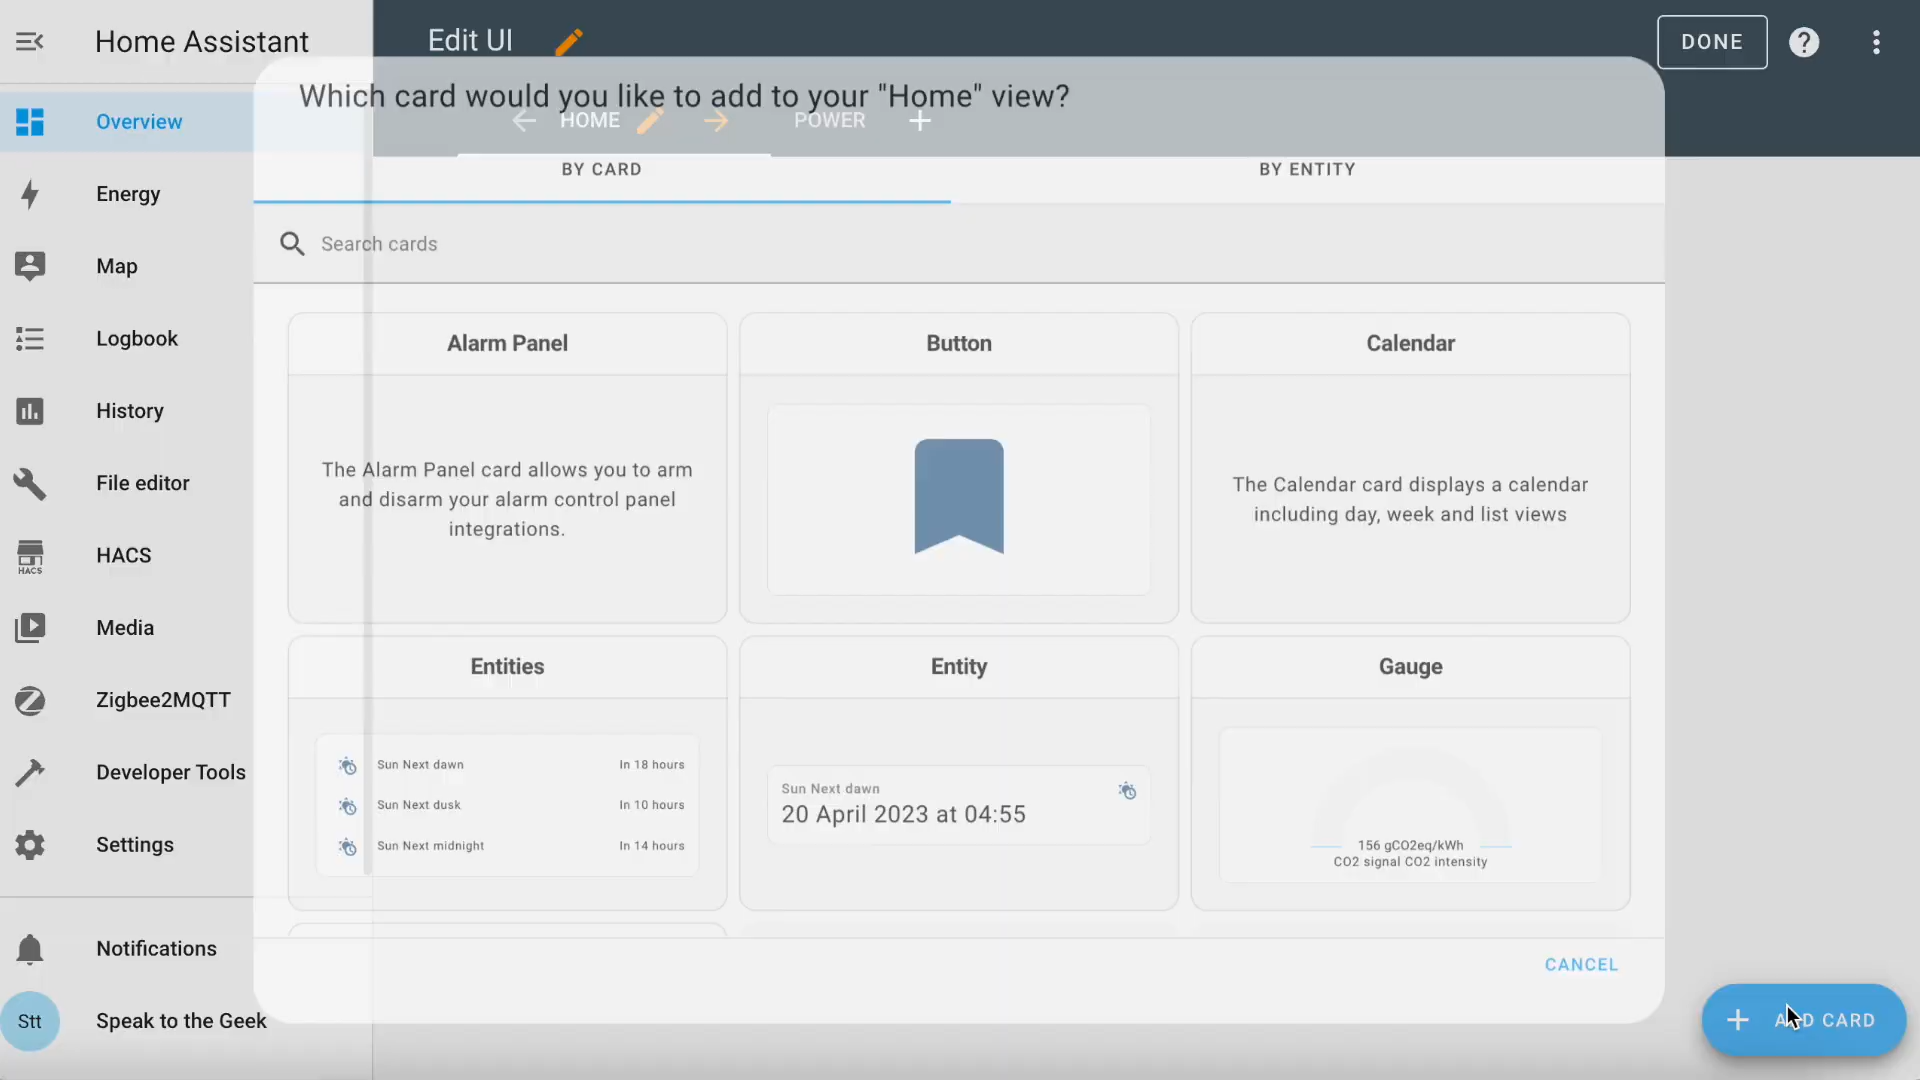 Home Assistant
Edit UI
DONE
Which card would you like to add to your "Home" view?
HOME
POWER
Overview
BY CARD
BY ENTITY
Energy
Search cards
Map
Logbook
Alarm Panel
Button
Calendar
History
The Alarm Panel card allows you to arm
and disarm your alarm control panel
integrations.
The Calendar card displays a calendar
including day, week and list views
File editor
HACS
HACS
Media
Entities
Entity
Gauge
Zigbee2MQTT
Sun Next dawn In 18 hours
Sun Next dusk In 10 hours
Sun Next midnight In 14 hours
Sun Next dawn
20 April 2023 at 04:55
156 gCO2eq/kWh
CO2 signal CO2 intensity
Developer Tools
Settings
Notifications
CANCEL
Stt
Speak to the Geek
ADD CARD